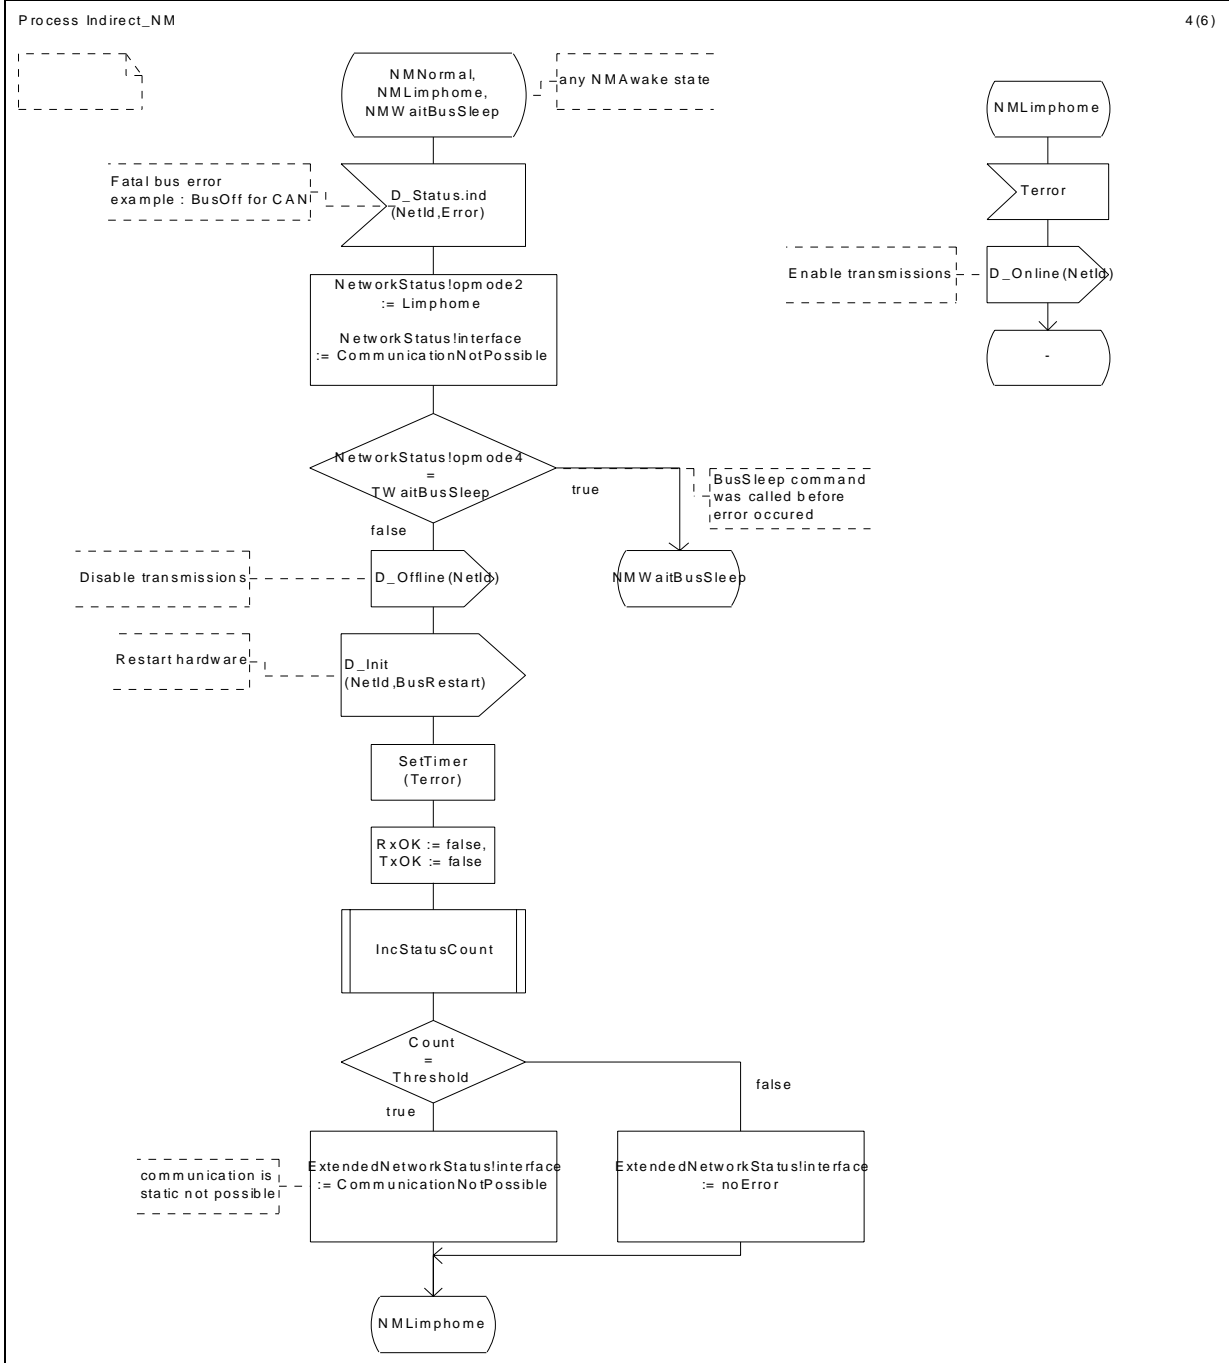 Process Indirect_NM
4(6)
NMNormal,
NMLimphome,
NMWaitBusSleep
any NMAwake state
Fatal bus error
example : BusOff for CAN
D_Status.ind
(NetId,Error)
NetworkStatus!opmode2
:= Limphome
NetworkStatus!interface
:= CommunicationNotPossible
NetworkStatus!opmode4
=
TWaitBusSleep
true
BusSleep command
was called before
error occured
false
NMWaitBusSleep
Disable transmissions
D_Offline(NetId)
Restart hardware
D_Init
(NetId,BusRestart)
SetTimer
(Terror)
RxOK := false,
TxOK := false
IncStatusCount
Count
=
Threshold
false
true
communication is
static not possible
ExtendedNetworkStatus!interface
:= CommunicationNotPossible
ExtendedNetworkStatus!interface
:= noError
NMLimphome
NMLimphome
Terror
Enable transmissions
D_Online(NetId)
-